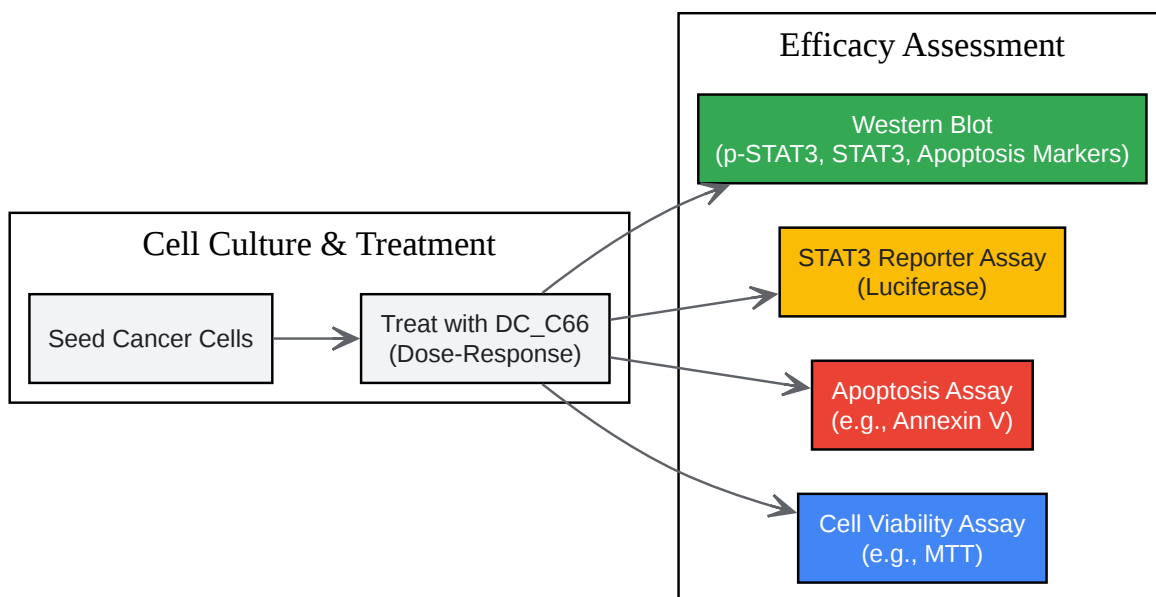 Cell Culture & Treatment
Seed Cancer Cells
Treat with DC_C66
(Dose-Response)
Efficacy Assessment
Western Blot
(p-STAT3, STAT3, Apoptosis Markers)
STAT3 Reporter Assay
(Luciferase)
Apoptosis Assay
(e.g., Annexin V)
Cell Viability Assay
(e.g., MTT)